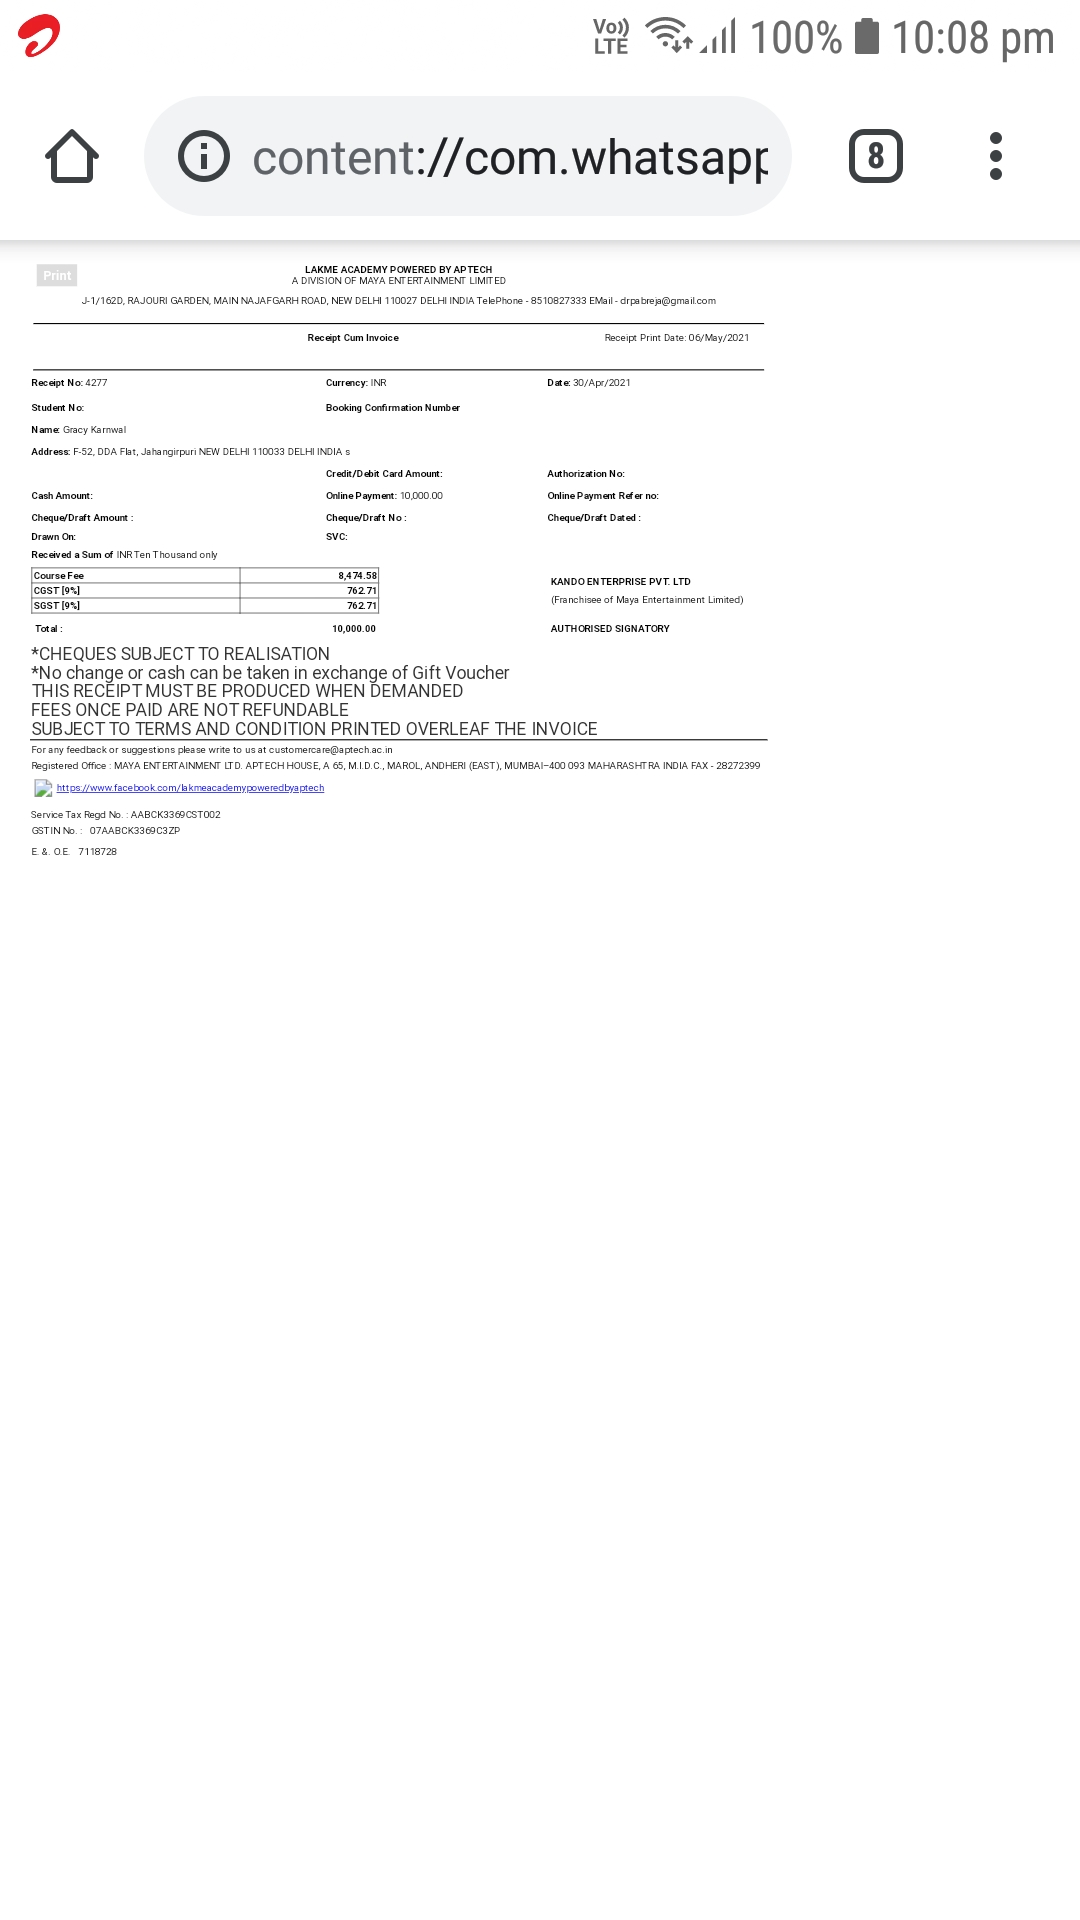 Vo)) LTE 100% 10:08 pm
content://com.whatsapp
8
Print
LAKME ACADEMY POWERED BY APTECH
A DIVISION OF MAYA ENTERTAINMENT LIMITED
J-1/162D, RAJOURI GARDEN, MAIN NAJAFGARH ROAD, NEW DELHI 110027 DELHI INDIA TelePhone - 8510827333 EMail - drpabreja@gmail.com
Receipt Cum Invoice Receipt Print Date: 06/May/2021
Receipt No: 4277 Currency: INR Date: 30/Apr/2021
Student No: Booking Confirmation Number
Name: Gracy Karnwal
Address: F-52, DDA Flat, Jahangirpuri NEW DELHI 110033 DELHI INDIA s
Credit/Debit Card Amount: Authorization No:
Cash Amount: Online Payment: 10,000.00 Online Payment Refer no:
Cheque/Draft Amount : Cheque/Draft No : Cheque/Draft Dated :
Drawn On: SVC:
Received a Sum of INR Ten Thousand only
Course Fee 8,474.58
KANDO ENTERPRISE PVT. LTD
CGST [9%] 762.71
(Franchisee of Maya Entertainment Limited)
SGST [9%] 762.71
Total : 10,000.00 AUTHORISED SIGNATORY
*CHEQUES SUBJECT TO REALISATION
*No change or cash can be taken in exchange of Gift Voucher
THIS RECEIPT MUST BE PRODUCED WHEN DEMANDED
FEES ONCE PAID ARE NOT REFUNDABLE
SUBJECT TO TERMS AND CONDITION PRINTED OVERLEAF THE INVOICE
For any feedback or suggestions please write to us at customercare@aptech.ac.in
Registered Office : MAYA ENTERTAINMENT LTD. APTECH HOUSE, A 65, M.I.D.C., MAROL, ANDHERI (EAST), MUMBAI–400 093 MAHARASHTRA INDIA FAX - 28272399
https://www.facebook.com/lakmeacademypoweredbyaptech
Service Tax Regd No. : AABCK3369CST002
GSTIN No. : 07AABCK3369C3ZP
E. &. O.E. 7118728